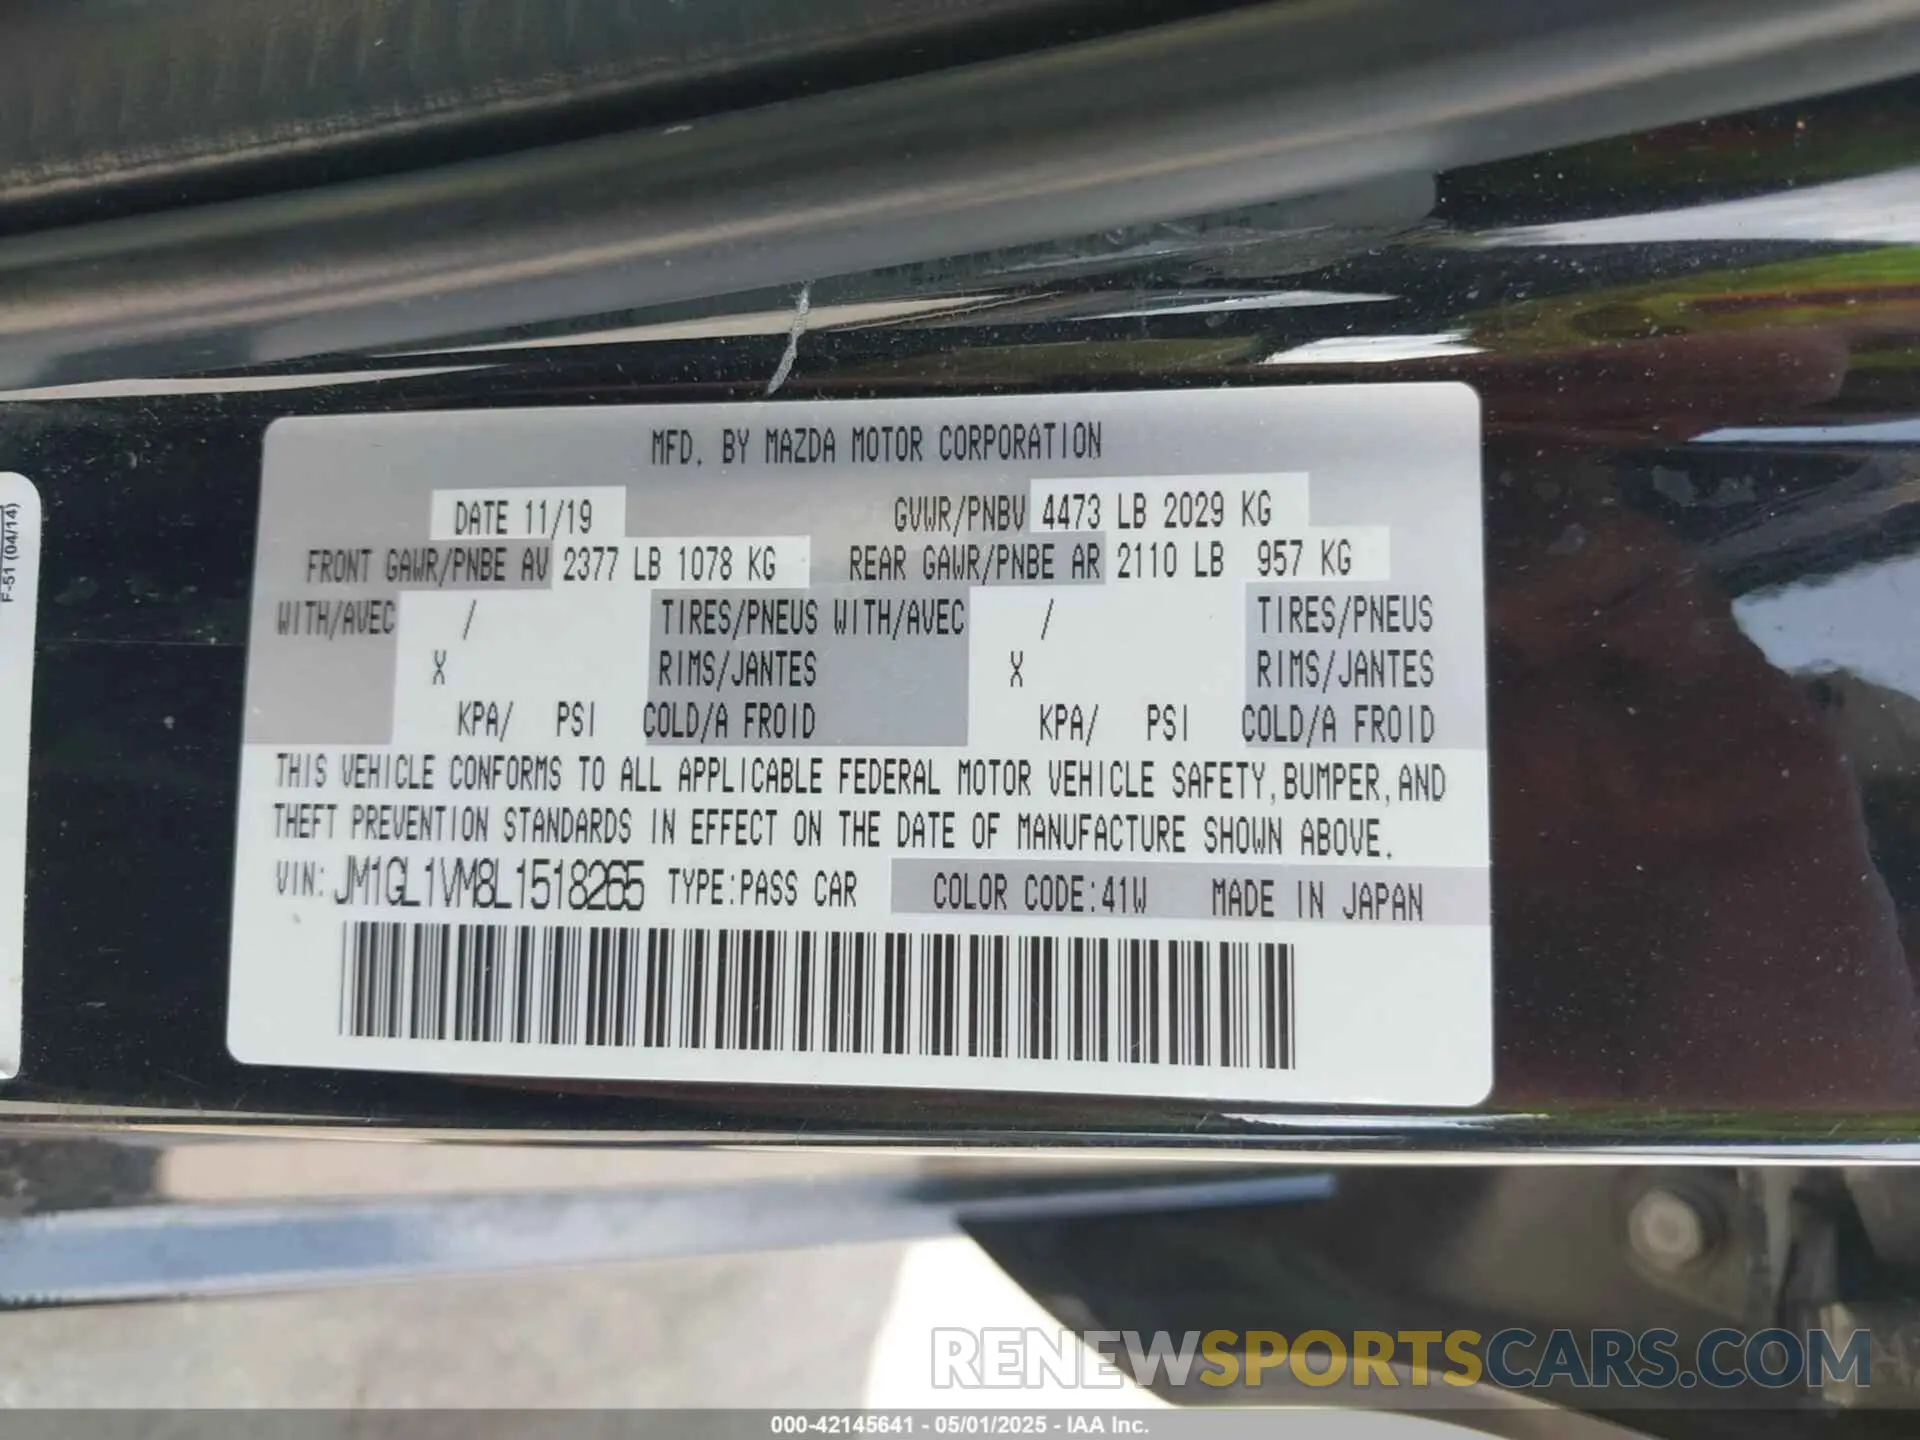 F-51 (04/14)
MFD. BY MAZDA MOTOR CORPORATION
DATE 11/19 GVWR/PNBV 4473 LB 2029 KG
FRONT GAWR/PNBE AV 2377 LB 1078 KG REAR GAWR/PNBE AR 2110 LB 957 KG
WITH/AVEC / TIRES/PNEUS WITH/AVEC / TIRES/PNEUS
X RIMS/JANTES X RIMS/JANTES
KPA/ PSI COLD/A FROID KPA/ PSI COLD/A FROID
THIS VEHICLE CONFORMS TO ALL APPLICABLE FEDERAL MOTOR VEHICLE SAFETY, BUMPER, AND
THEFT PREVENTION STANDARDS IN EFFECT ON THE DATE OF MANUFACTURE SHOWN ABOVE.
VIN: JM1GL1VM8L1518265 TYPE:PASS CAR COLOR CODE:41W MADE IN JAPAN
RENEWSPORTSCARS.COM
000-42145641 - 05/01/2025 - IAA Inc.